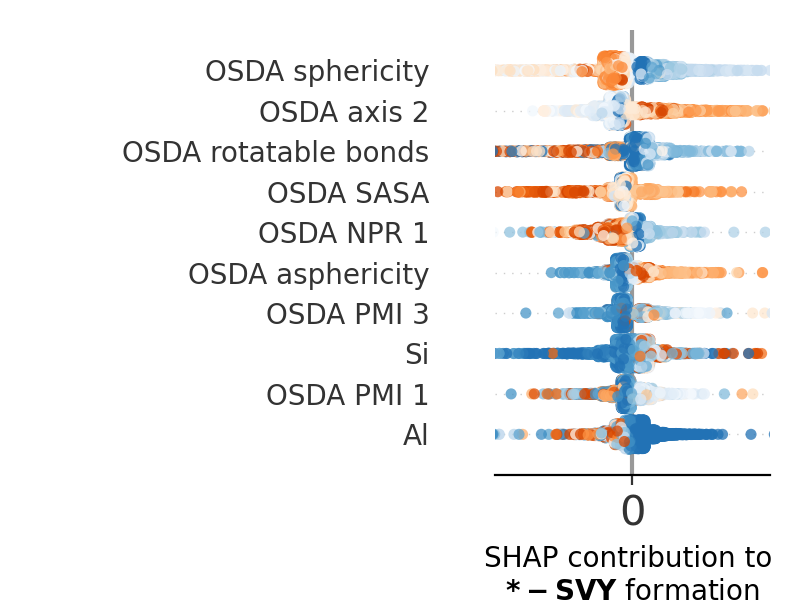 OSDA sphericity
OSDA axis 2
OSDA rotatable bonds
OSDA SASA
OSDA NPR 1
OSDA asphericity
OSDA PMI 3
Si
OSDA PMI 1
Al
0
SHAP contribution to
*−SVY formation